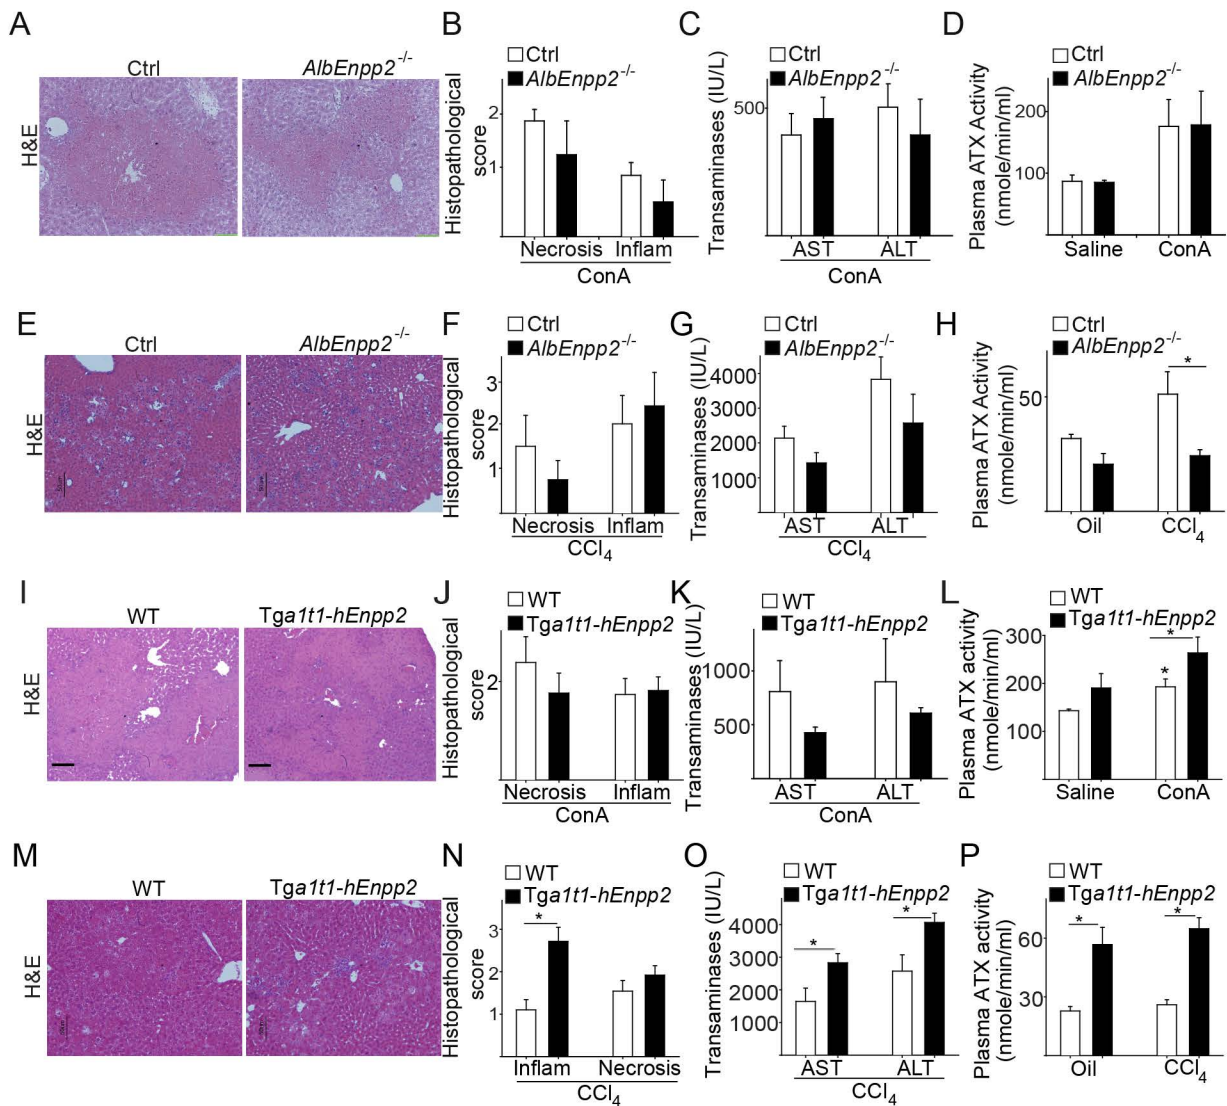 A
Ctrl
AlbEnpp2-/-
H&E
B
Ctrl
AlbEnpp2-/-
Histopathological
score
2
1
Necrosis
Inflam
ConA
C
Ctrl
AlbEnpp2-/-
Transaminases (IU/L)
500
AST
ALT
ConA
D
Ctrl
AlbEnpp2-/-
Plasma ATX Activity
(nmole/min/ml)
200
100
Saline
ConA
E
Ctrl
AlbEnpp2-/-
H&E
F
Ctrl
AlbEnpp2-/-
Histopathological
score
3
2
1
Necrosis
Inflam
CCl4
G
Ctrl
AlbEnpp2-/-
Transaminases (IU/L)
4000
3000
2000
1000
AST
ALT
CCl4
H
Ctrl
AlbEnpp2-/-
Plasma ATX Activity
(nmole/min/ml)
*
50
Oil
CCl4
I
WT
Tga1t1-hEnpp2
H&E
J
WT
Tga1t1-hEnpp2
Histopathological
score
2
Necrosis
Inflam
ConA
K
WT
Tga1t1-hEnpp2
Transaminases (IU/L)
1000
500
AST
ALT
ConA
L
WT
Tga1t1-hEnpp2
Plasma ATX activity
(nmole/min/ml)
*
*
300
200
100
Saline
ConA
M
WT
Tga1t1-hEnpp2
H&E
N
WT
Tga1t1-hEnpp2
Histopathological
score
*
3
2
1
Inflam
Necrosis
CCl4
O
WT
Tga1t1-hEnpp2
Transaminases (IU/L)
*
*
4000
3000
2000
1000
AST
ALT
CCl4
P
WT
Tga1t1-hEnpp2
Plasma ATX activity
(nmole/min/ml)
*
*
60
30
Oil
CCl4